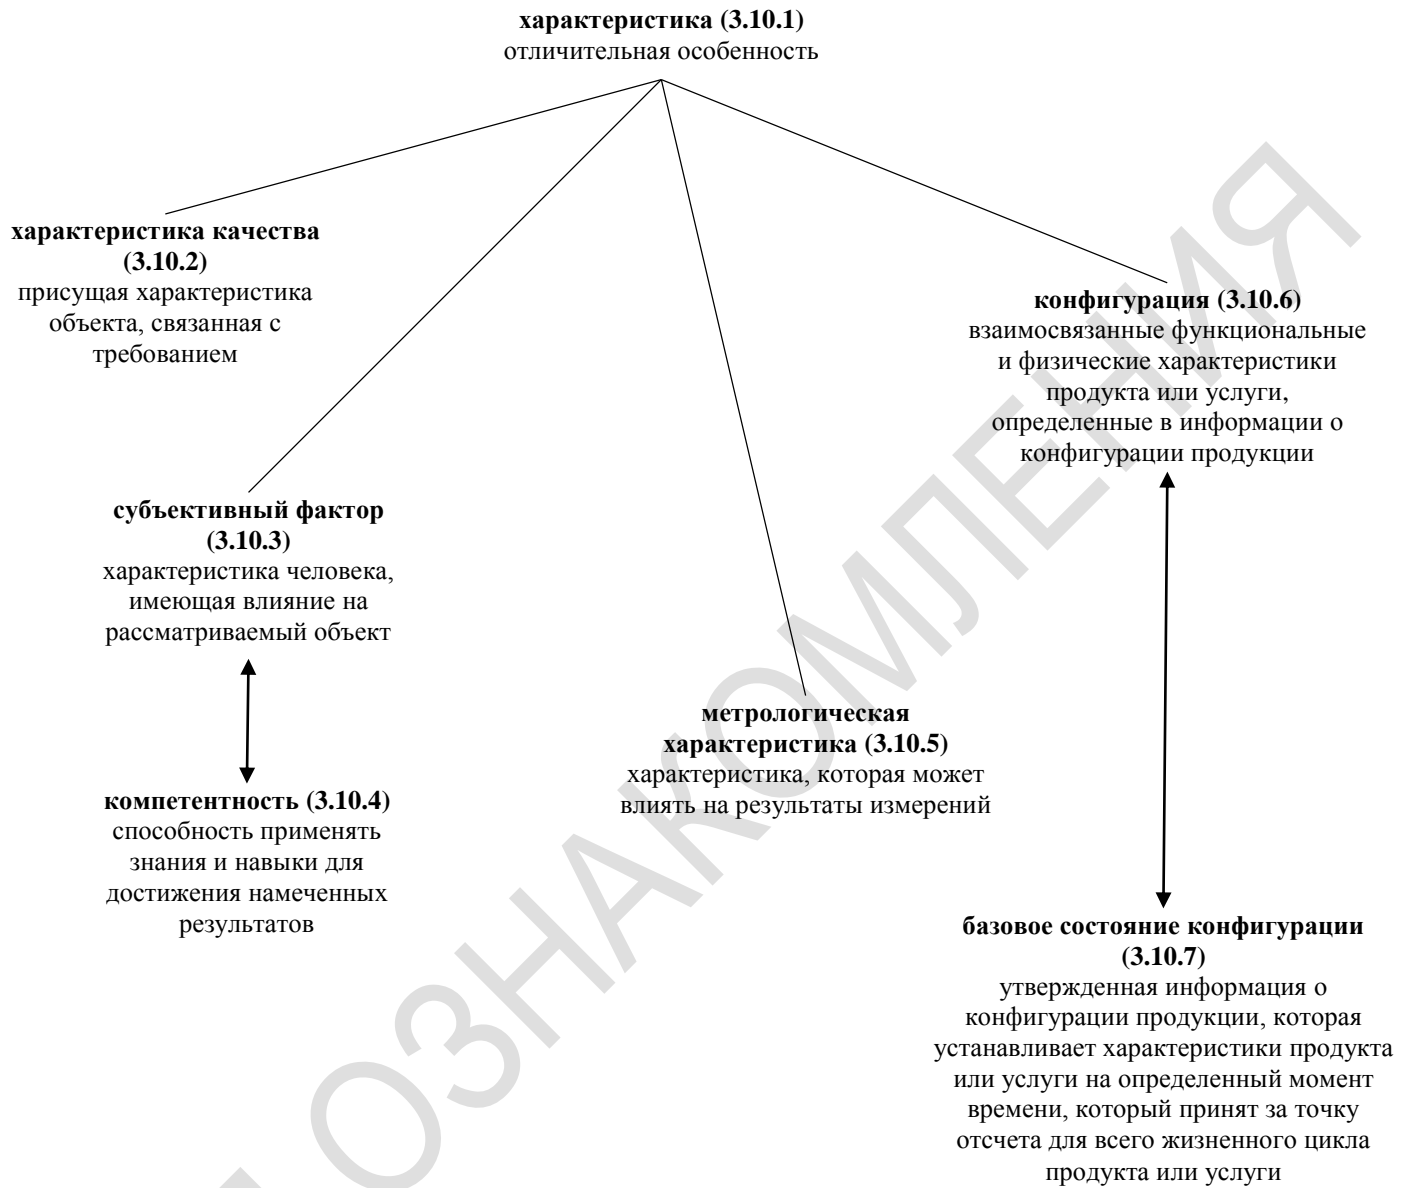 характеристика (3.10.1)
отличительная особенность
характеристика качества
(3.10.2)
присущая характеристика
объекта, связанная с
требованием
конфигурация (3.10.6)
взаимосвязанные функциональные
и физические характеристики
продукта или услуги,
определенные в информации о
конфигурации продукции
субъективный фактор
(3.10.3)
характеристика человека,
имеющая влияние на
рассматриваемый объект
метрологическая
характеристика (3.10.5)
характеристика, которая может
влиять на результаты измерений
компетентность (3.10.4)
способность применять
знания и навыки для
достижения намеченных
результатов
базовое состояние конфигурации
(3.10.7)
утвержденная информация о
конфигурации продукции, которая
устанавливает характеристики продукта
или услуги на определенный момент
времени, который принят за точку
отсчета для всего жизненного цикла
продукта или услуги
ОЗНАКОМЛЕНИЯ